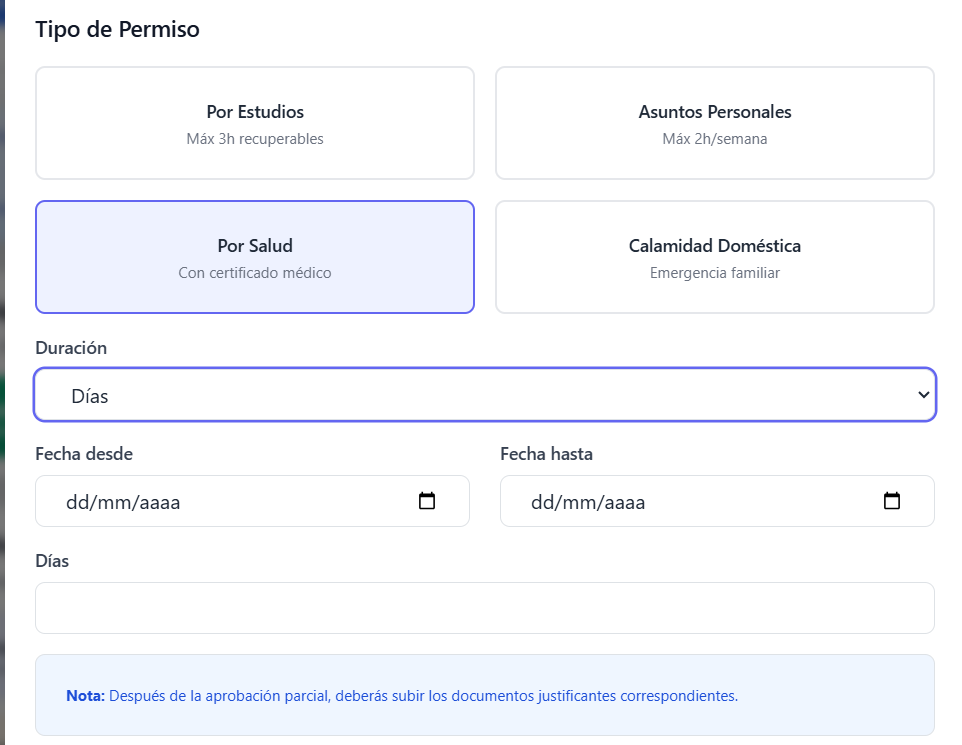 Tipo de Permiso
Por Estudios
Máx 3h recuperables
Asuntos Personales
Máx 2h/semana
Por Salud
Con certificado médico
Calamidad Doméstica
Emergencia familiar
Duración
Días
Fecha desde
Fecha hasta
dd/mm/aaaa
dd/mm/aaaa
Días
Nota: Después de la aprobación parcial, deberás subir los documentos justificantes correspondientes.